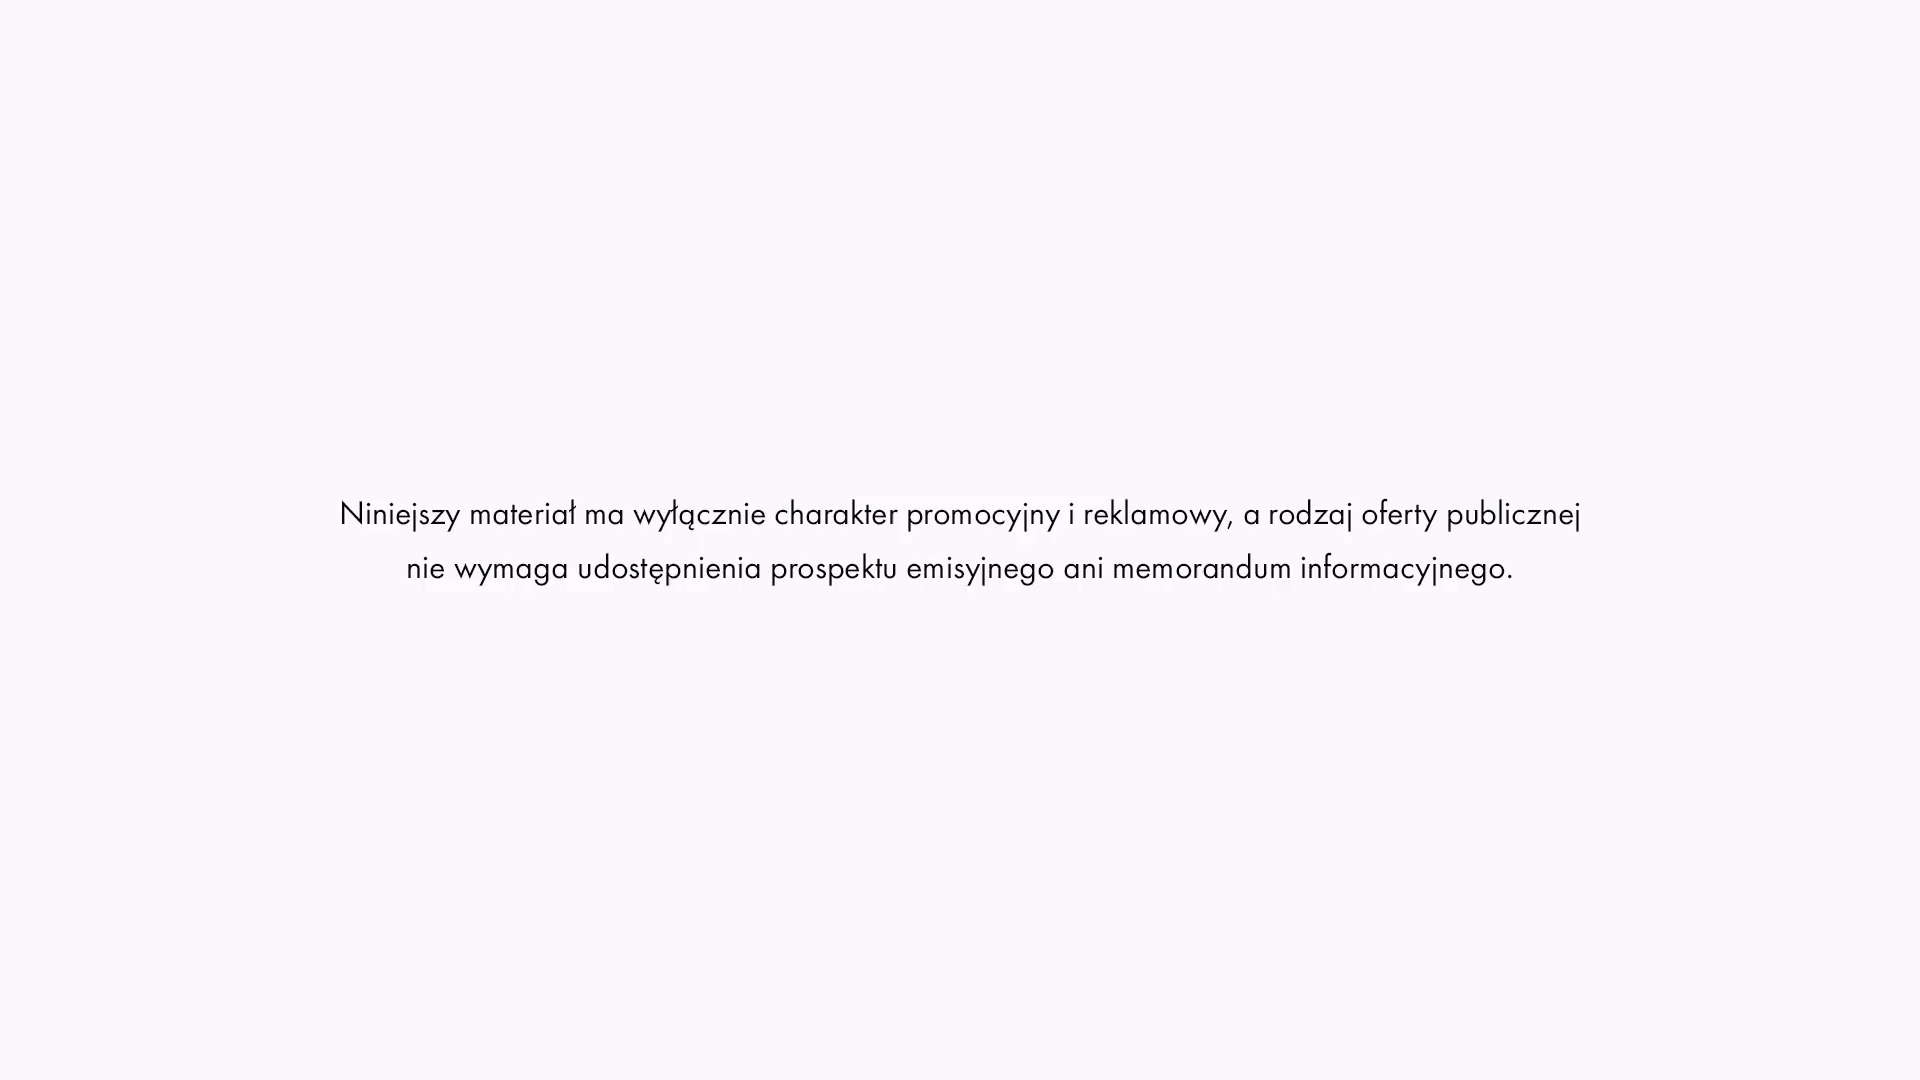 Niniejszy materiał ma wyłącznie charakter promocyjny i reklamowy, a rodzaj oferty publicznej
nie wymaga udostępnienia prospektu emisyjnego ani memorandum informacyjnego.